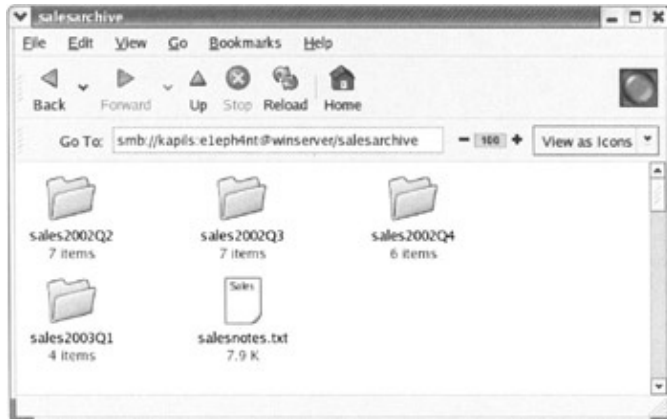 salesarchive
File Edit View Go Bookmarks Help
Back Forward Up Stop Reload Home
Go To: smb://kapils:e1eph4nt@winserver/salesarchive 100 View as Icons
sales2002Q2 sales2002Q3 sales2002Q4
7 items 7 items 6 items
Sales
sales2003Q1 salesnotes.txt
4 items 7.9 K